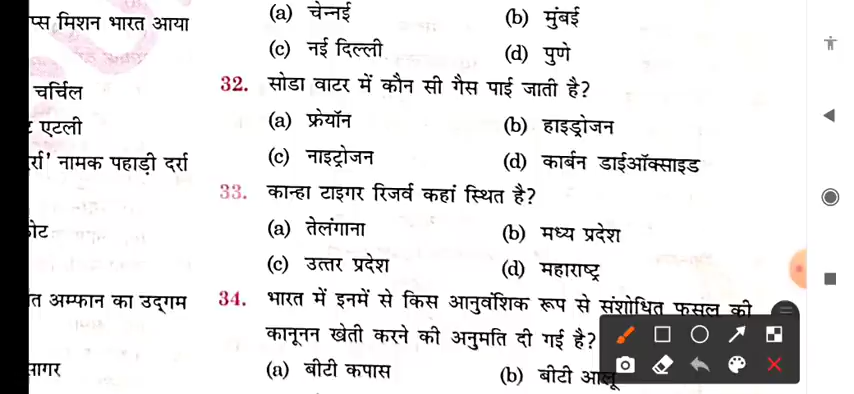 प्स मिशन भारत आया
चर्चिल
एटली
र्रा' नामक पहाड़ी दर्रा
कोट
त अम्फान का उद्गम
सागर
(a) चेन्नई (b) मुंबई
(c) नई दिल्ली (d) पुणे
32. सोडा वाटर में कौन सी गैस पाई जाती है?
(a) फ्रेयॉन (b) हाइड्रोजन
(c) नाइट्रोजन (d) कार्बन डाईऑक्साइड
33. कान्हा टाइगर रिजर्व कहां स्थित है?
(a) तेलंगाना (b) मध्य प्रदेश
(c) उत्तर प्रदेश (d) महाराष्ट्र
34. भारत में इनमें से किस आनुवंशिक रूप से संशोधित फसल की
कानूनन खेती करने की अनुमति दी गई है?
(a) बीटी कपास (b) बीटी आलू